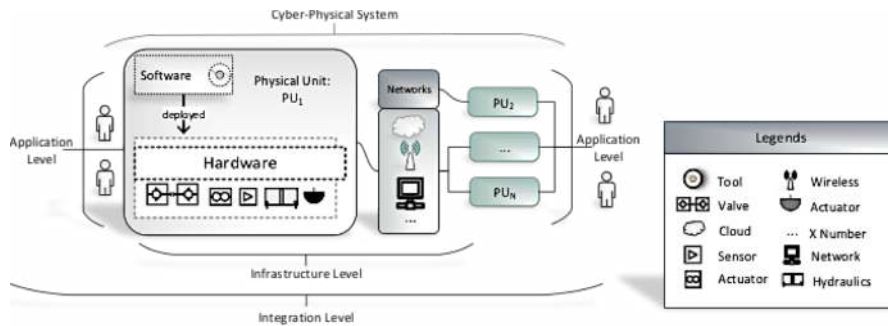 Cyber-Physical System
Software
Physical Unit:
PU1
deployed
Hardware
Networks
...
PU2
...
PUN
Application
Level
Application
Level
Infrastructure Level
Integration Level
Legends
Tool
Wireless
Valve
Actuator
Cloud
... X Number
Sensor
Network
Actuator
Hydraulics